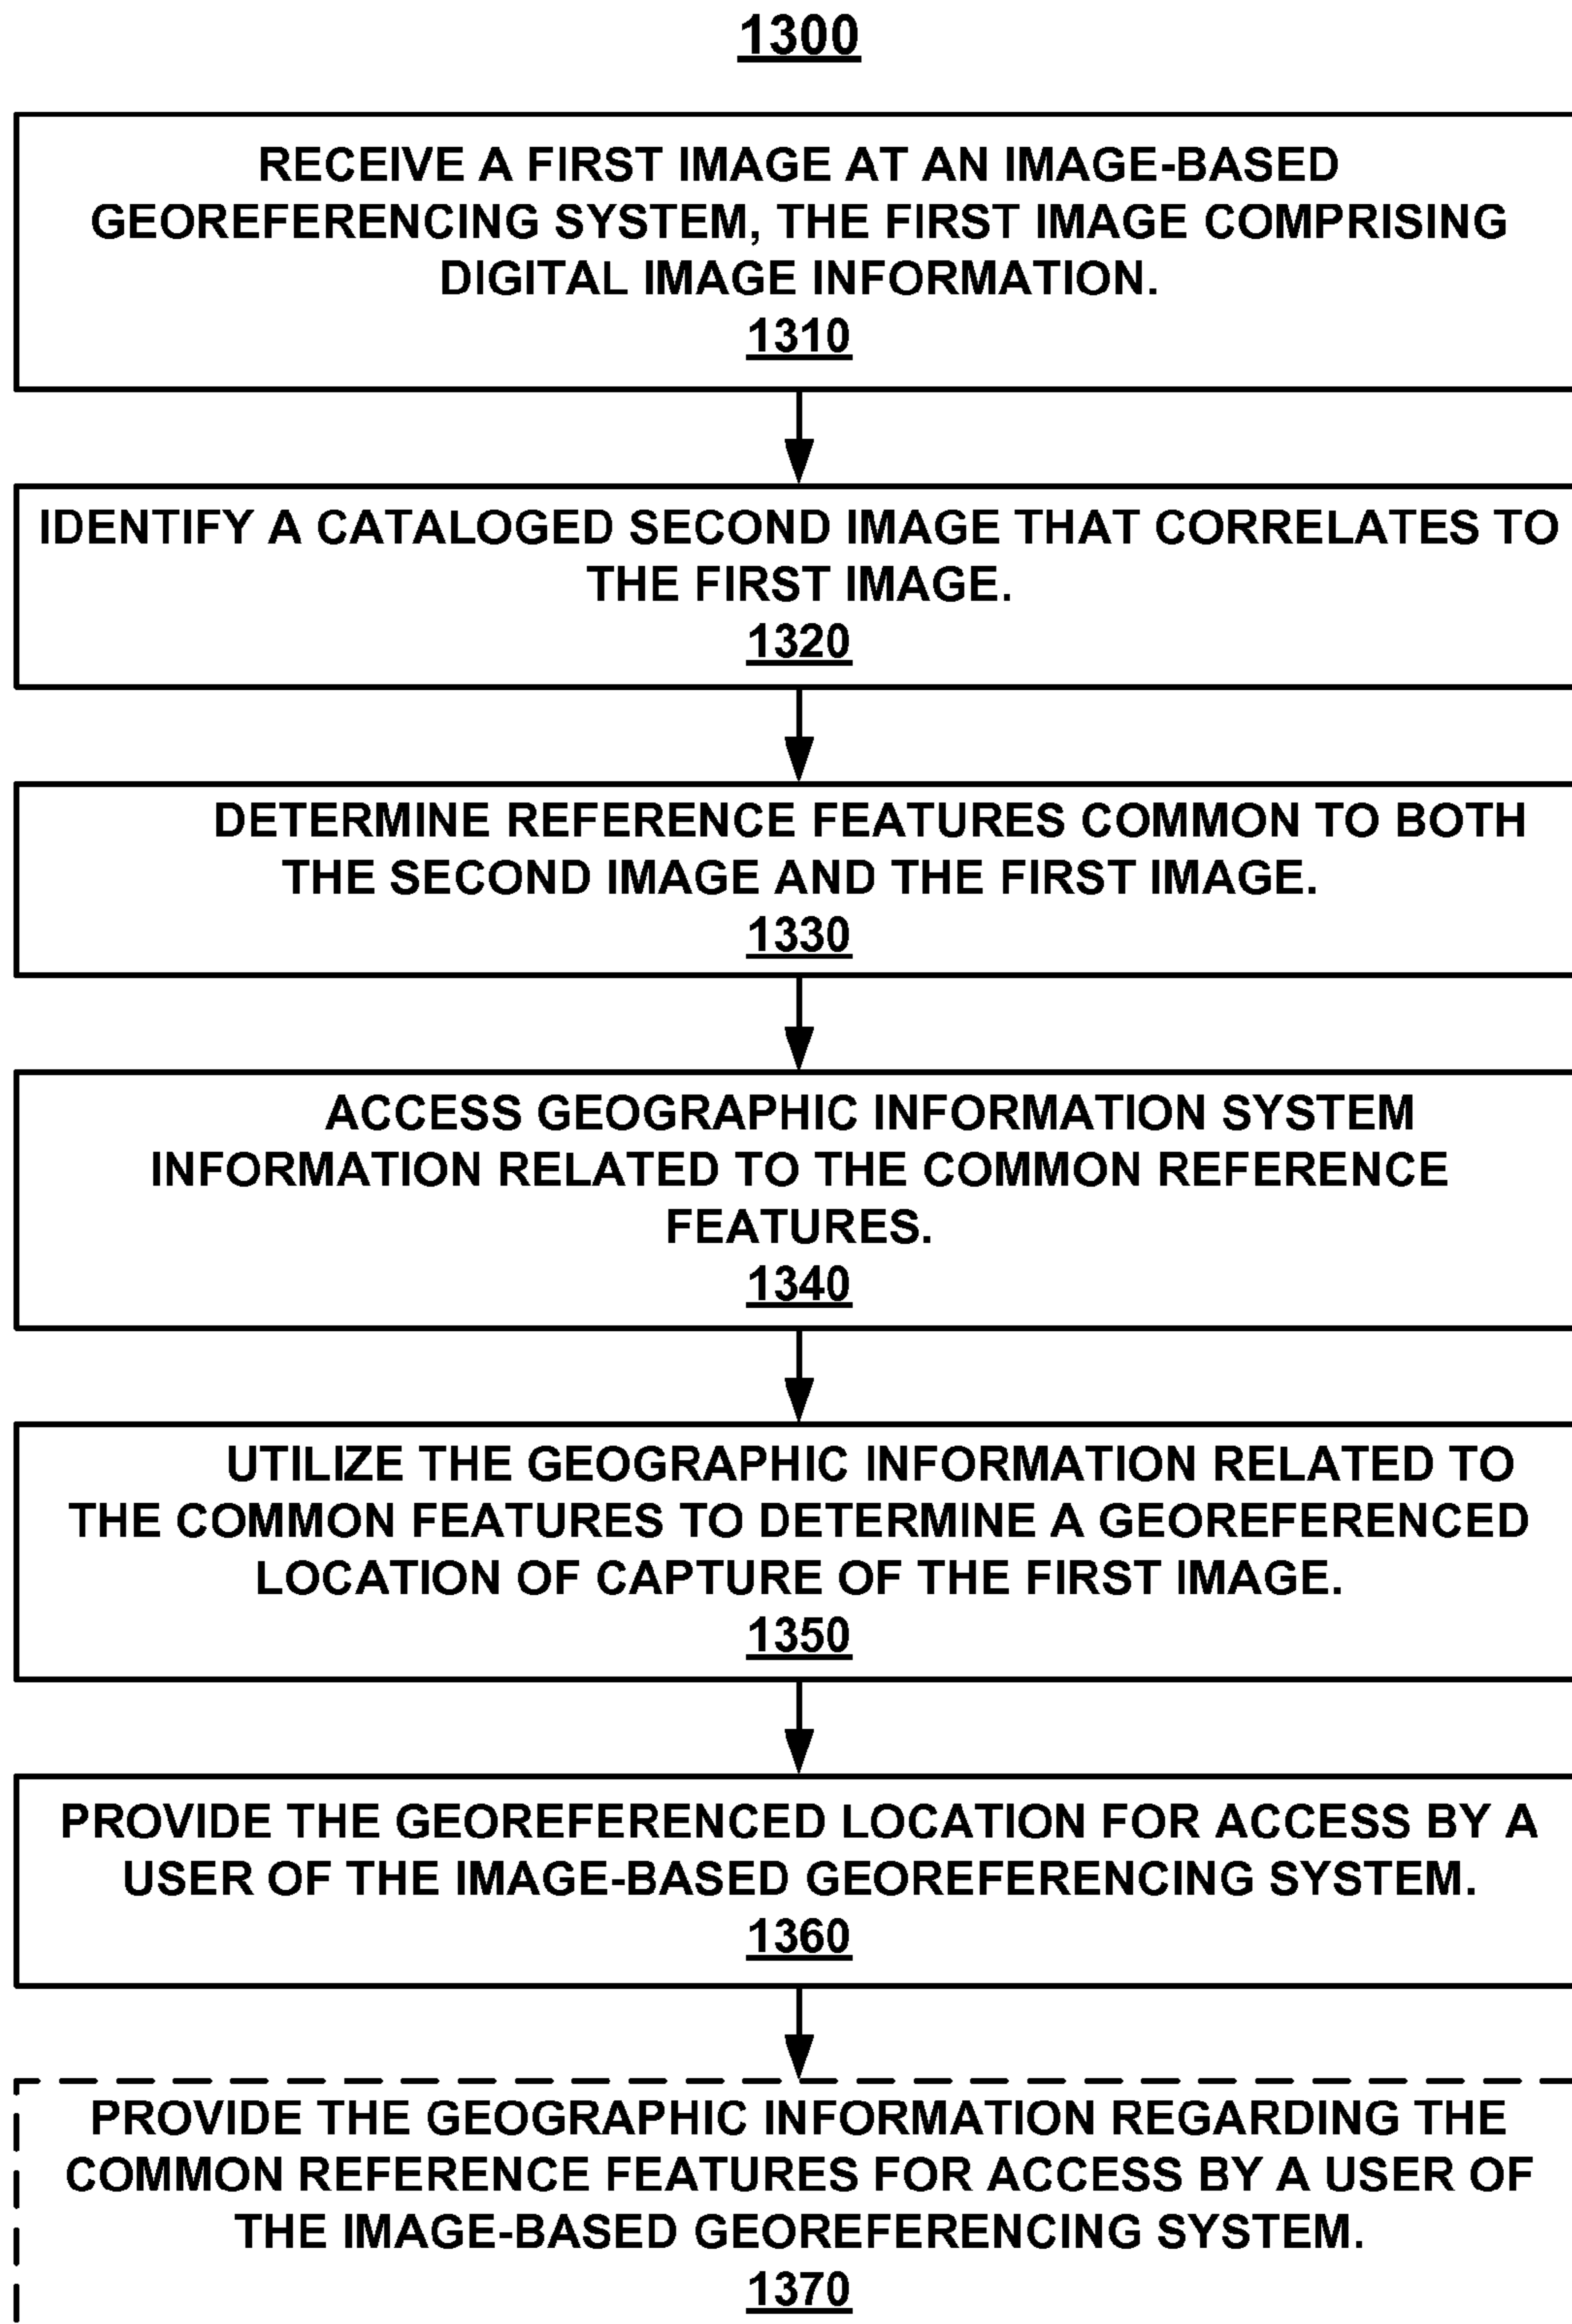 1300
RECEIVE A FIRST IMAGE AT AN IMAGE-BASED
GEOREFERENCING SYSTEM, THE FIRST IMAGE COMPRISING
DIGITAL IMAGE INFORMATION.
1310
IDENTIFY A CATALOGED SECOND IMAGE THAT CORRELATES TO
THE FIRST IMAGE.
1320
DETERMINE REFERENCE FEATURES COMMON TO BOTH
THE SECOND IMAGE AND THE FIRST IMAGE.
1330
ACCESS GEOGRAPHIC INFORMATION SYSTEM
INFORMATION RELATED TO THE COMMON REFERENCE
FEATURES.
1340
UTILIZE THE GEOGRAPHIC INFORMATION RELATED TO
THE COMMON FEATURES TO DETERMINE A GEOREFERENCED
LOCATION OF CAPTURE OF THE FIRST IMAGE.
1350
PROVIDE THE GEOREFERENCED LOCATION FOR ACCESS BY A
USER OF THE IMAGE-BASED GEOREFERENCING SYSTEM.
1360
PROVIDE THE GEOGRAPHIC INFORMATION REGARDING THE
COMMON REFERENCE FEATURES FOR ACCESS BY A USER OF
THE IMAGE-BASED GEOREFERENCING SYSTEM.
1370